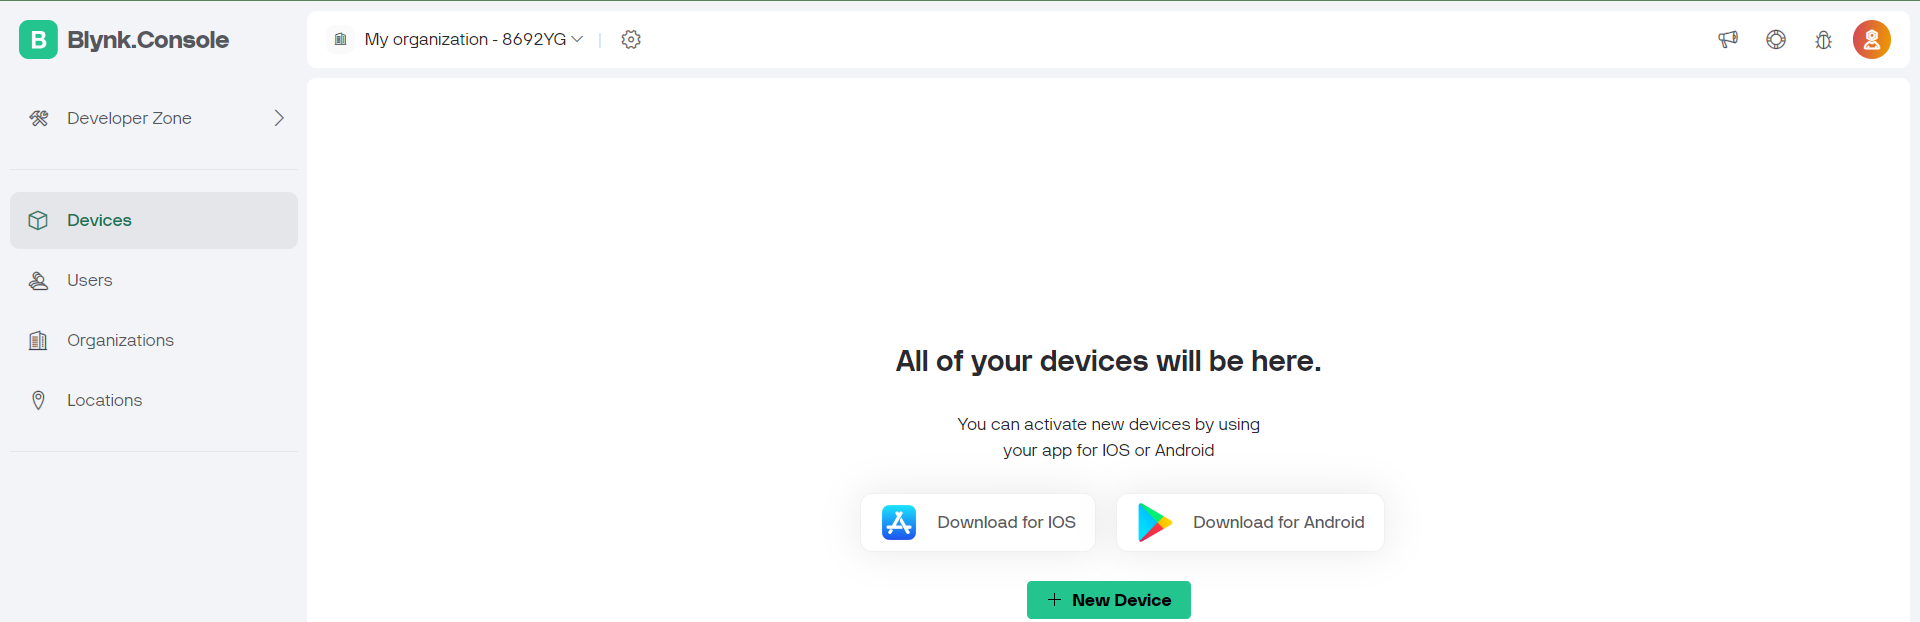 B Blynk.Console
My organization - 8692YG
Developer Zone
Devices
Users
Organizations
Locations
All of your devices will be here.
You can activate new devices by using
your app for IOS or Android
Download for IOS
Download for Android
+ New Device